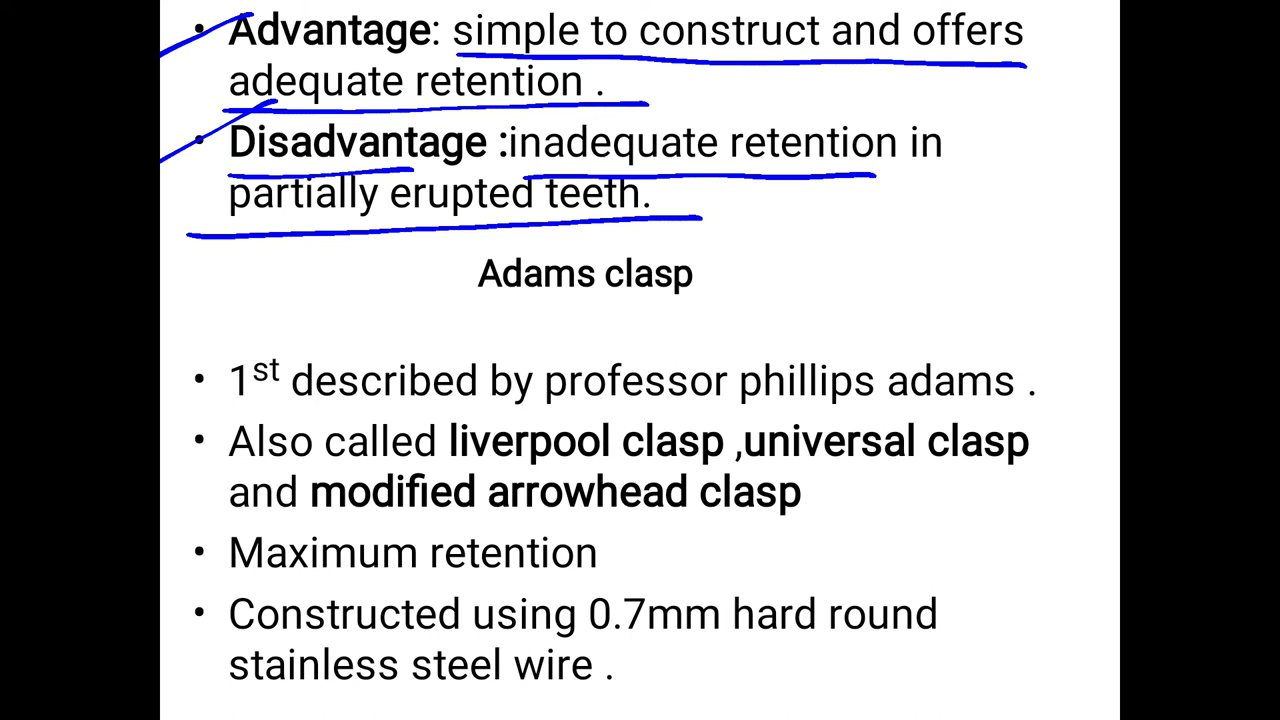 • Advantage: simple to construct and offers
adequate retention .
• Disadvantage :inadequate retention in
partially erupted teeth.
Adams clasp
• 1st described by professor phillips adams .
• Also called liverpool clasp ,universal clasp
and modified arrowhead clasp
• Maximum retention
• Constructed using 0.7mm hard round
stainless steel wire .